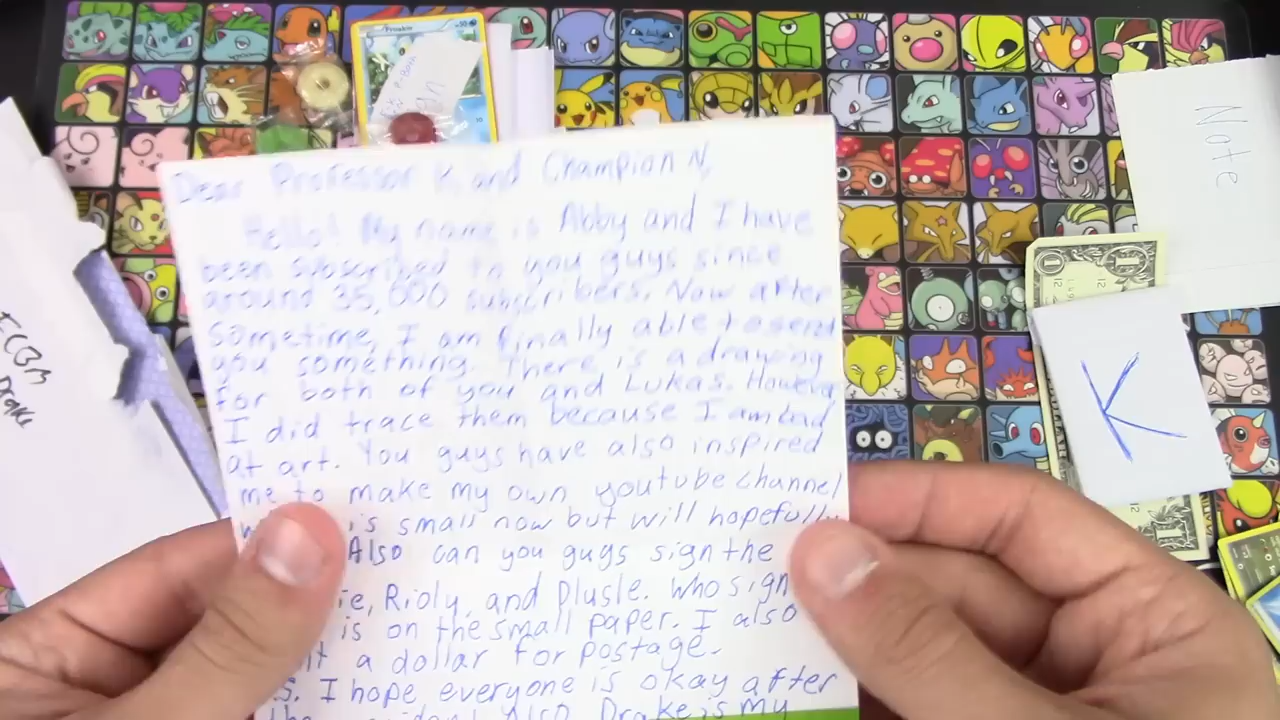 Dear Professor K, and Champion N,
Hello! My name is Abby and I have
been subscribed to you guys since
around 35,000 subscribers. Now after
sometime, I am finally able to send
you something. There is a drawing
for both of you and Lukas. However
I did trace them because I am bad
at art. You guys have also inspired
me to make my own youtube channel
is small now but will hopefully
Also can you guys sign the
Rioly, and Plusle. Who sign
is on the small paper. I also
a dollar for postage.
I hope everyone is okay after
Also Drake is my
Note
K
Drake
1
1